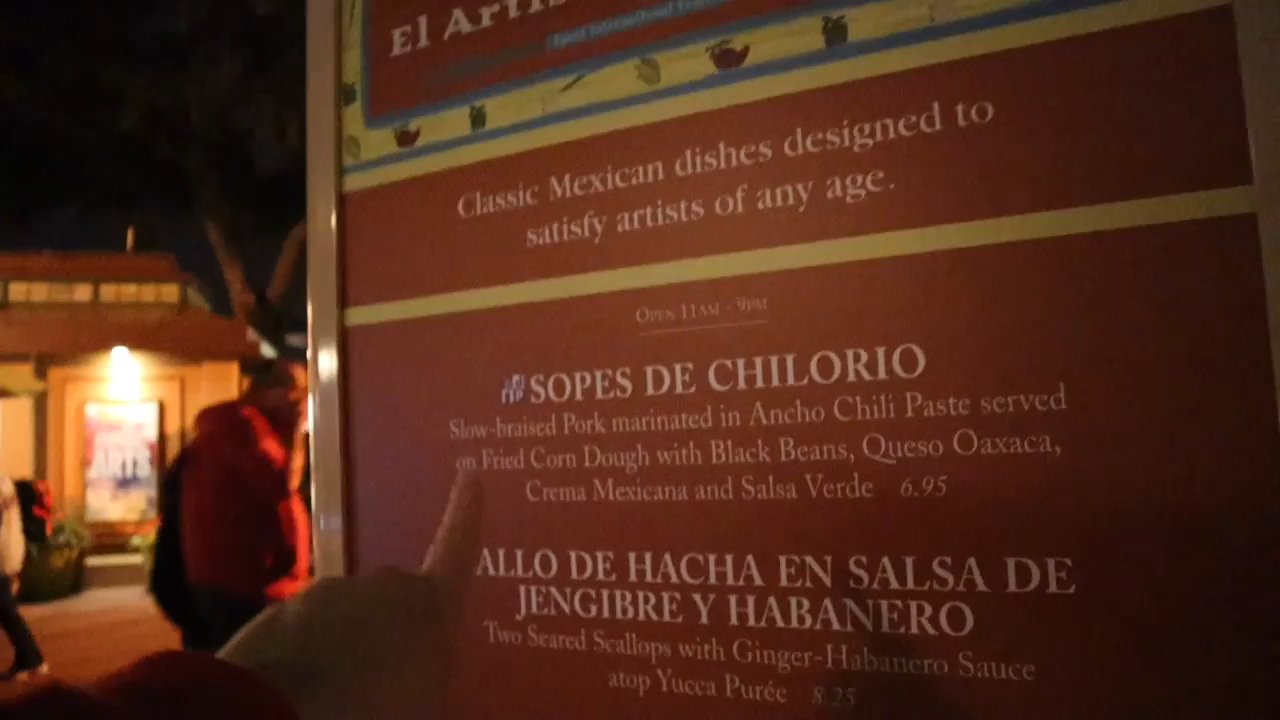 El Artis
Classic Mexican dishes designed to
satisfy artists of any age.
OPEN 11AM - 9PM
SOPES DE CHILORIO
Slow-braised Pork marinated in Ancho Chili Paste served
on Fried Corn Dough with Black Beans, Queso Oaxaca,
Crema Mexicana and Salsa Verde 6.95
ALLO DE HACHA EN SALSA DE
JENGIBRE Y HABANERO
Two Seared Scallops with Ginger-Habanero Sauce
atop Yucca Purée 8.25
ARTS